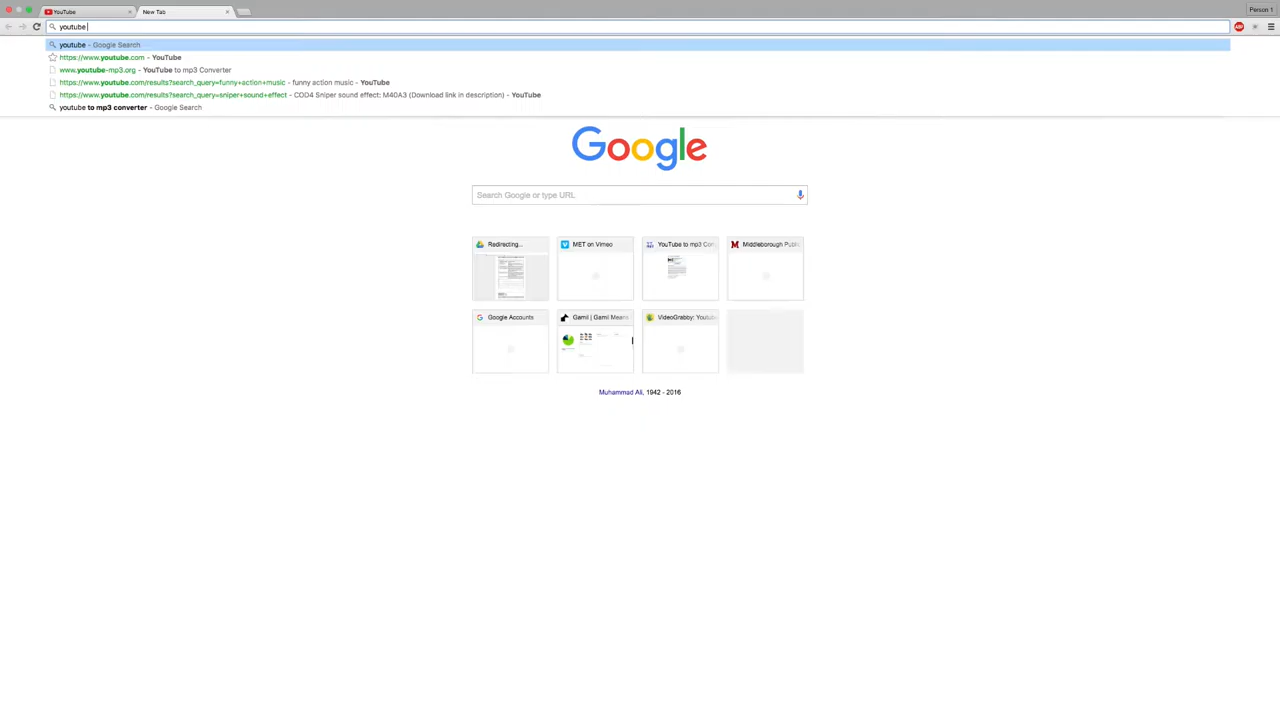 YouTube
New Tab
Person 1
youtube
ABP
youtube - Google Search
https://www.youtube.com - YouTube
www.youtube-mp3.org - YouTube to mp3 Converter
https://www.youtube.com/results?search_query=funny+action+music - funny action music - YouTube
https://www.youtube.com/results?search_query=sniper+sound+effect - COD4 Sniper sound effect: M40A3 (Download link in description) - YouTube
youtube to mp3 converter - Google Search
Google
Search Google or type URL
Redirecting...
MET on Vimeo
YouTube to mp3 Con
Middleborough Publi
Google Accounts
Gamil | Gamil Means
VideoGrabby: Youtub
Muhammad Ali, 1942 - 2016